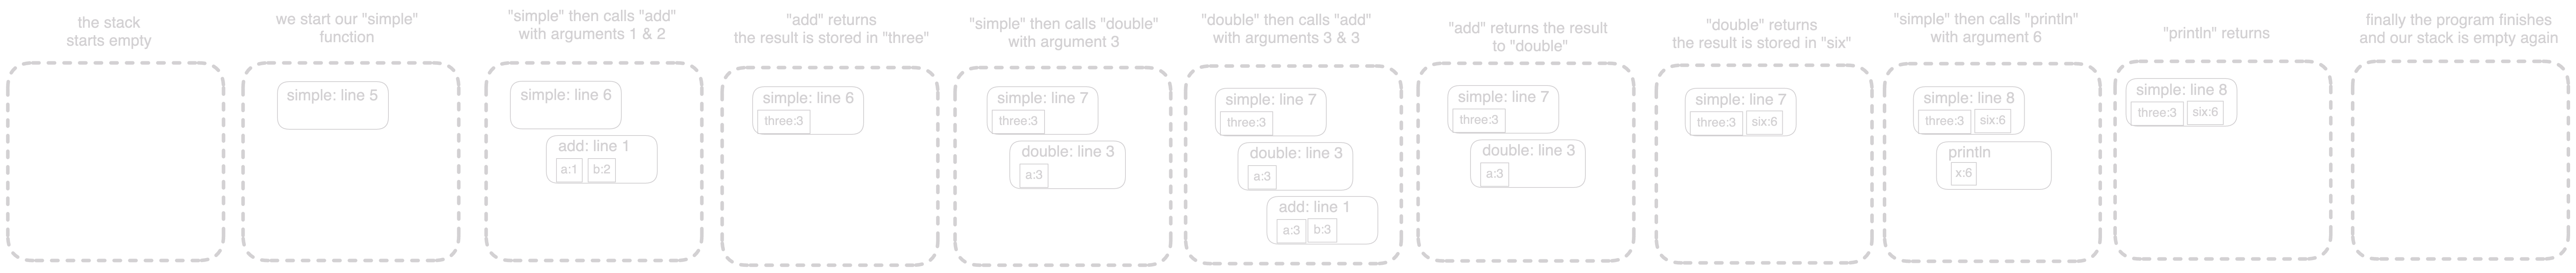 the stack
starts empty
we start our "simple"
function
simple: line 5
"simple" then calls "add"
with arguments 1 & 2
simple: line 6
add: line 1
a:1 b:2
"add" returns
the result is stored in "three"
simple: line 6
three:3
"simple" then calls "double"
with argument 3
simple: line 7
three:3
double: line 3
a:3
"double" then calls "add"
with arguments 3 & 3
simple: line 7
three:3
double: line 3
a:3
add: line 1
a:3 b:3
"add" returns the result
to "double"
simple: line 7
three:3
double: line 3
a:3
"double" returns
the result is stored in "six"
simple: line 7
three:3 six:6
"simple" then calls "println"
with argument 6
simple: line 8
three:3 six:6
println
x:6
"println" returns
simple: line 8
three:3 six:6
finally the program finishes
and our stack is empty again